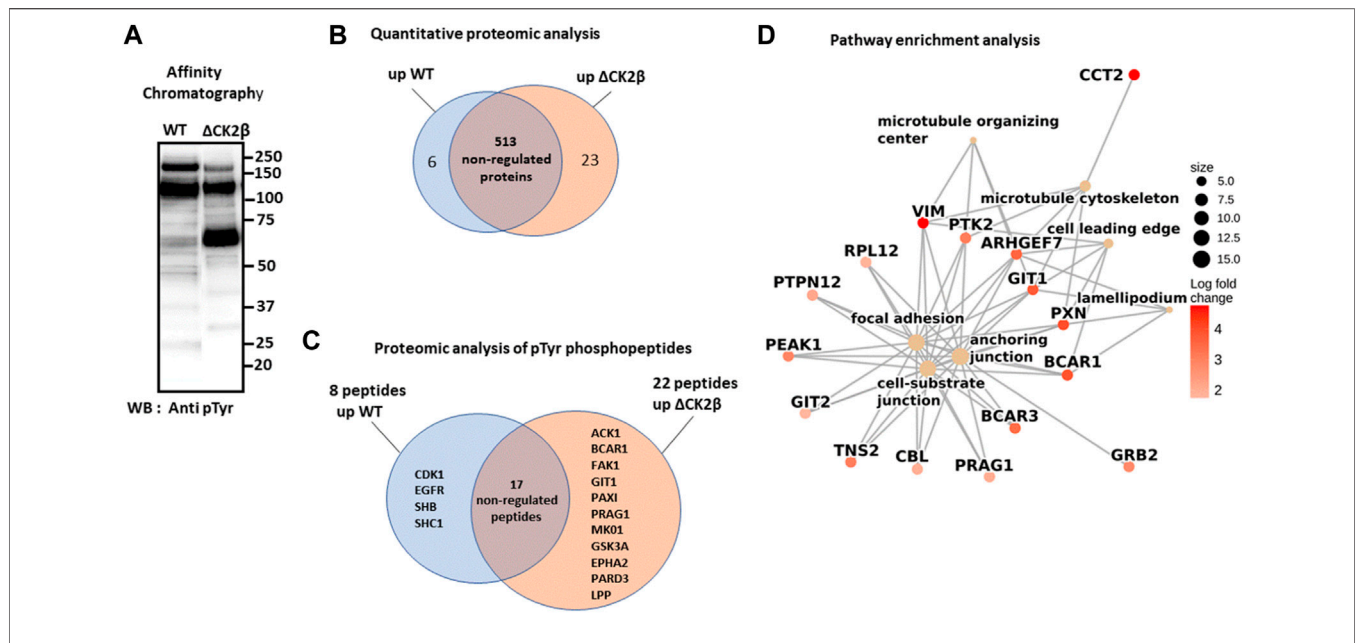 A
Affinity
Chromatography
WT ΔCK2β
250
150
100
75
50
37
25
20
WB : Anti pTyr
B
Quantitative proteomic analysis
up WT
up ΔCK2β
6
513
non-regulated
proteins
23
C
Proteomic analysis of pTyr phosphopeptides
8 peptides
up WT
22 peptides
up ΔCK2β
CDK1
EGFR
SHB
SHC1
17
non-regulated
peptides
ACK1
BCAR1
FAK1
GIT1
PAXI
PRAG1
MK01
GSK3A
EPHA2
PARD3
LPP
D
Pathway enrichment analysis
CCT2
microtubule organizing
center
microtubule cytoskeleton
VIM
PTK2
cell leading edge
ARHGEF7
RPL12
GIT1
PTPN12
lamellipodium
PXN
focal adhesion
anchoring
junction
PEAK1
BCAR1
cell-substrate
junction
GIT2
BCAR3
TNS2
CBL
PRAG1
GRB2
size
5.0
7.5
10.0
12.5
15.0
Log fold
change
4
3
2